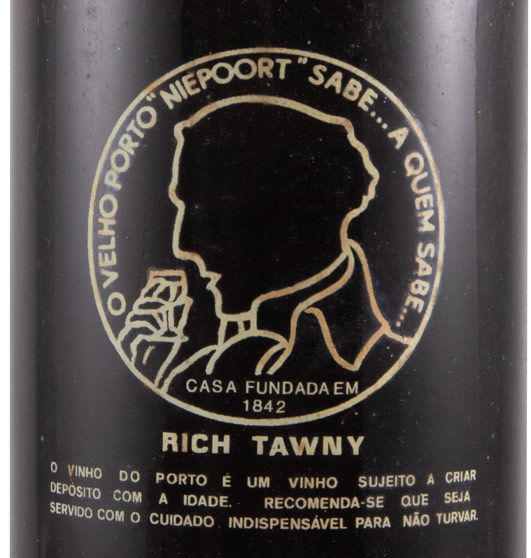 O VELHO PORTO "NIEPOORT" SABE... A QUEM SABE...
CASA FUNDADA EM
1842
RICH TAWNY
O VINHO DO PORTO É UM VINHO SUJEITO A CRIAR
DEPÓSITO COM A IDADE. RECOMENDA-SE QUE SEJA
SERVIDO COM O CUIDADO INDISPENSÁVEL PARA NÃO TURVAR.